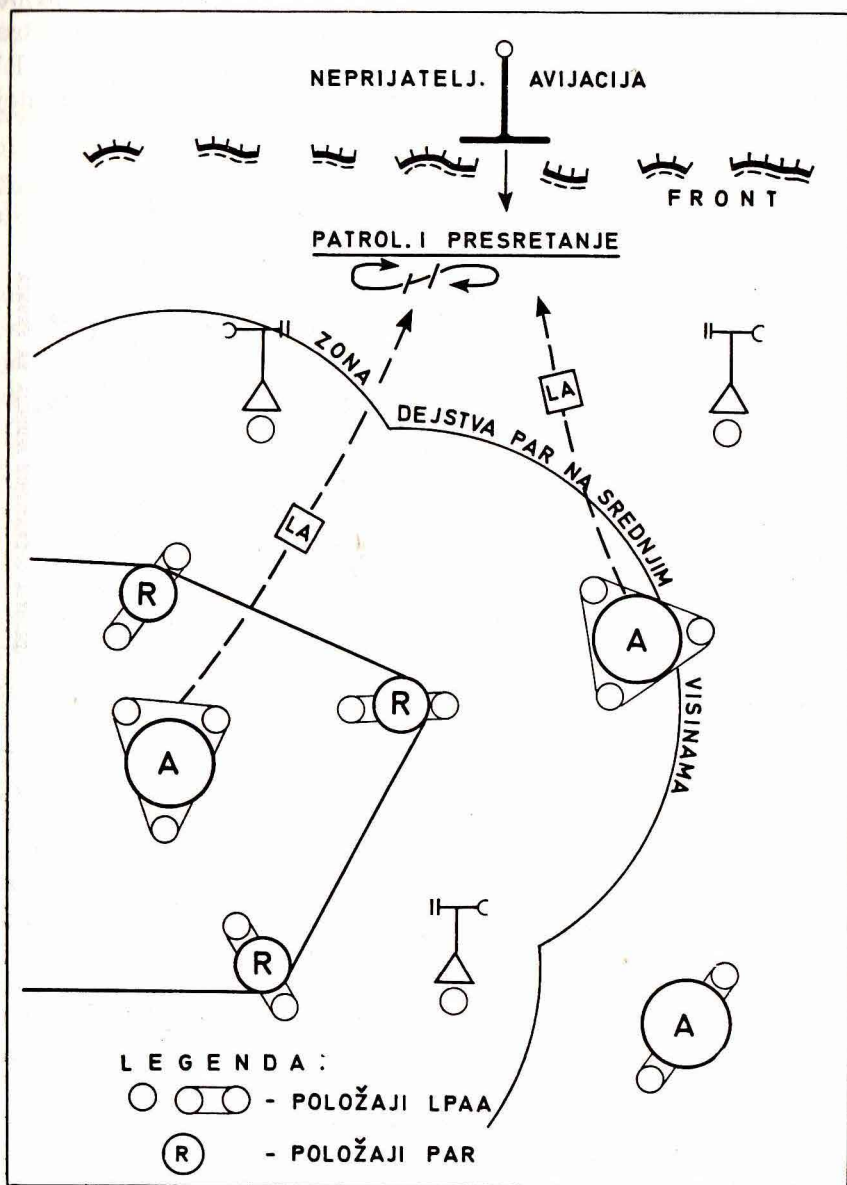 NEPRIJATELJ. AVIJACIJA
FRONT
PATROL. I PRESRETANJE
ZONA DEJSTVA PAR NA SREDNJIM VISINAMA
LA
LA
R
A
R
A
R
A
LEGENDA:
- POLOŽAJI LPAA
R - POLOŽAJI PAR